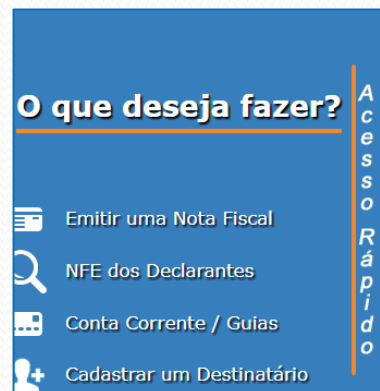 O que deseja fazer?
Emitir uma Nota Fiscal
NFE dos Declarantes
Conta Corrente / Guias
Cadastrar um Destinatário
Acesso Rápido